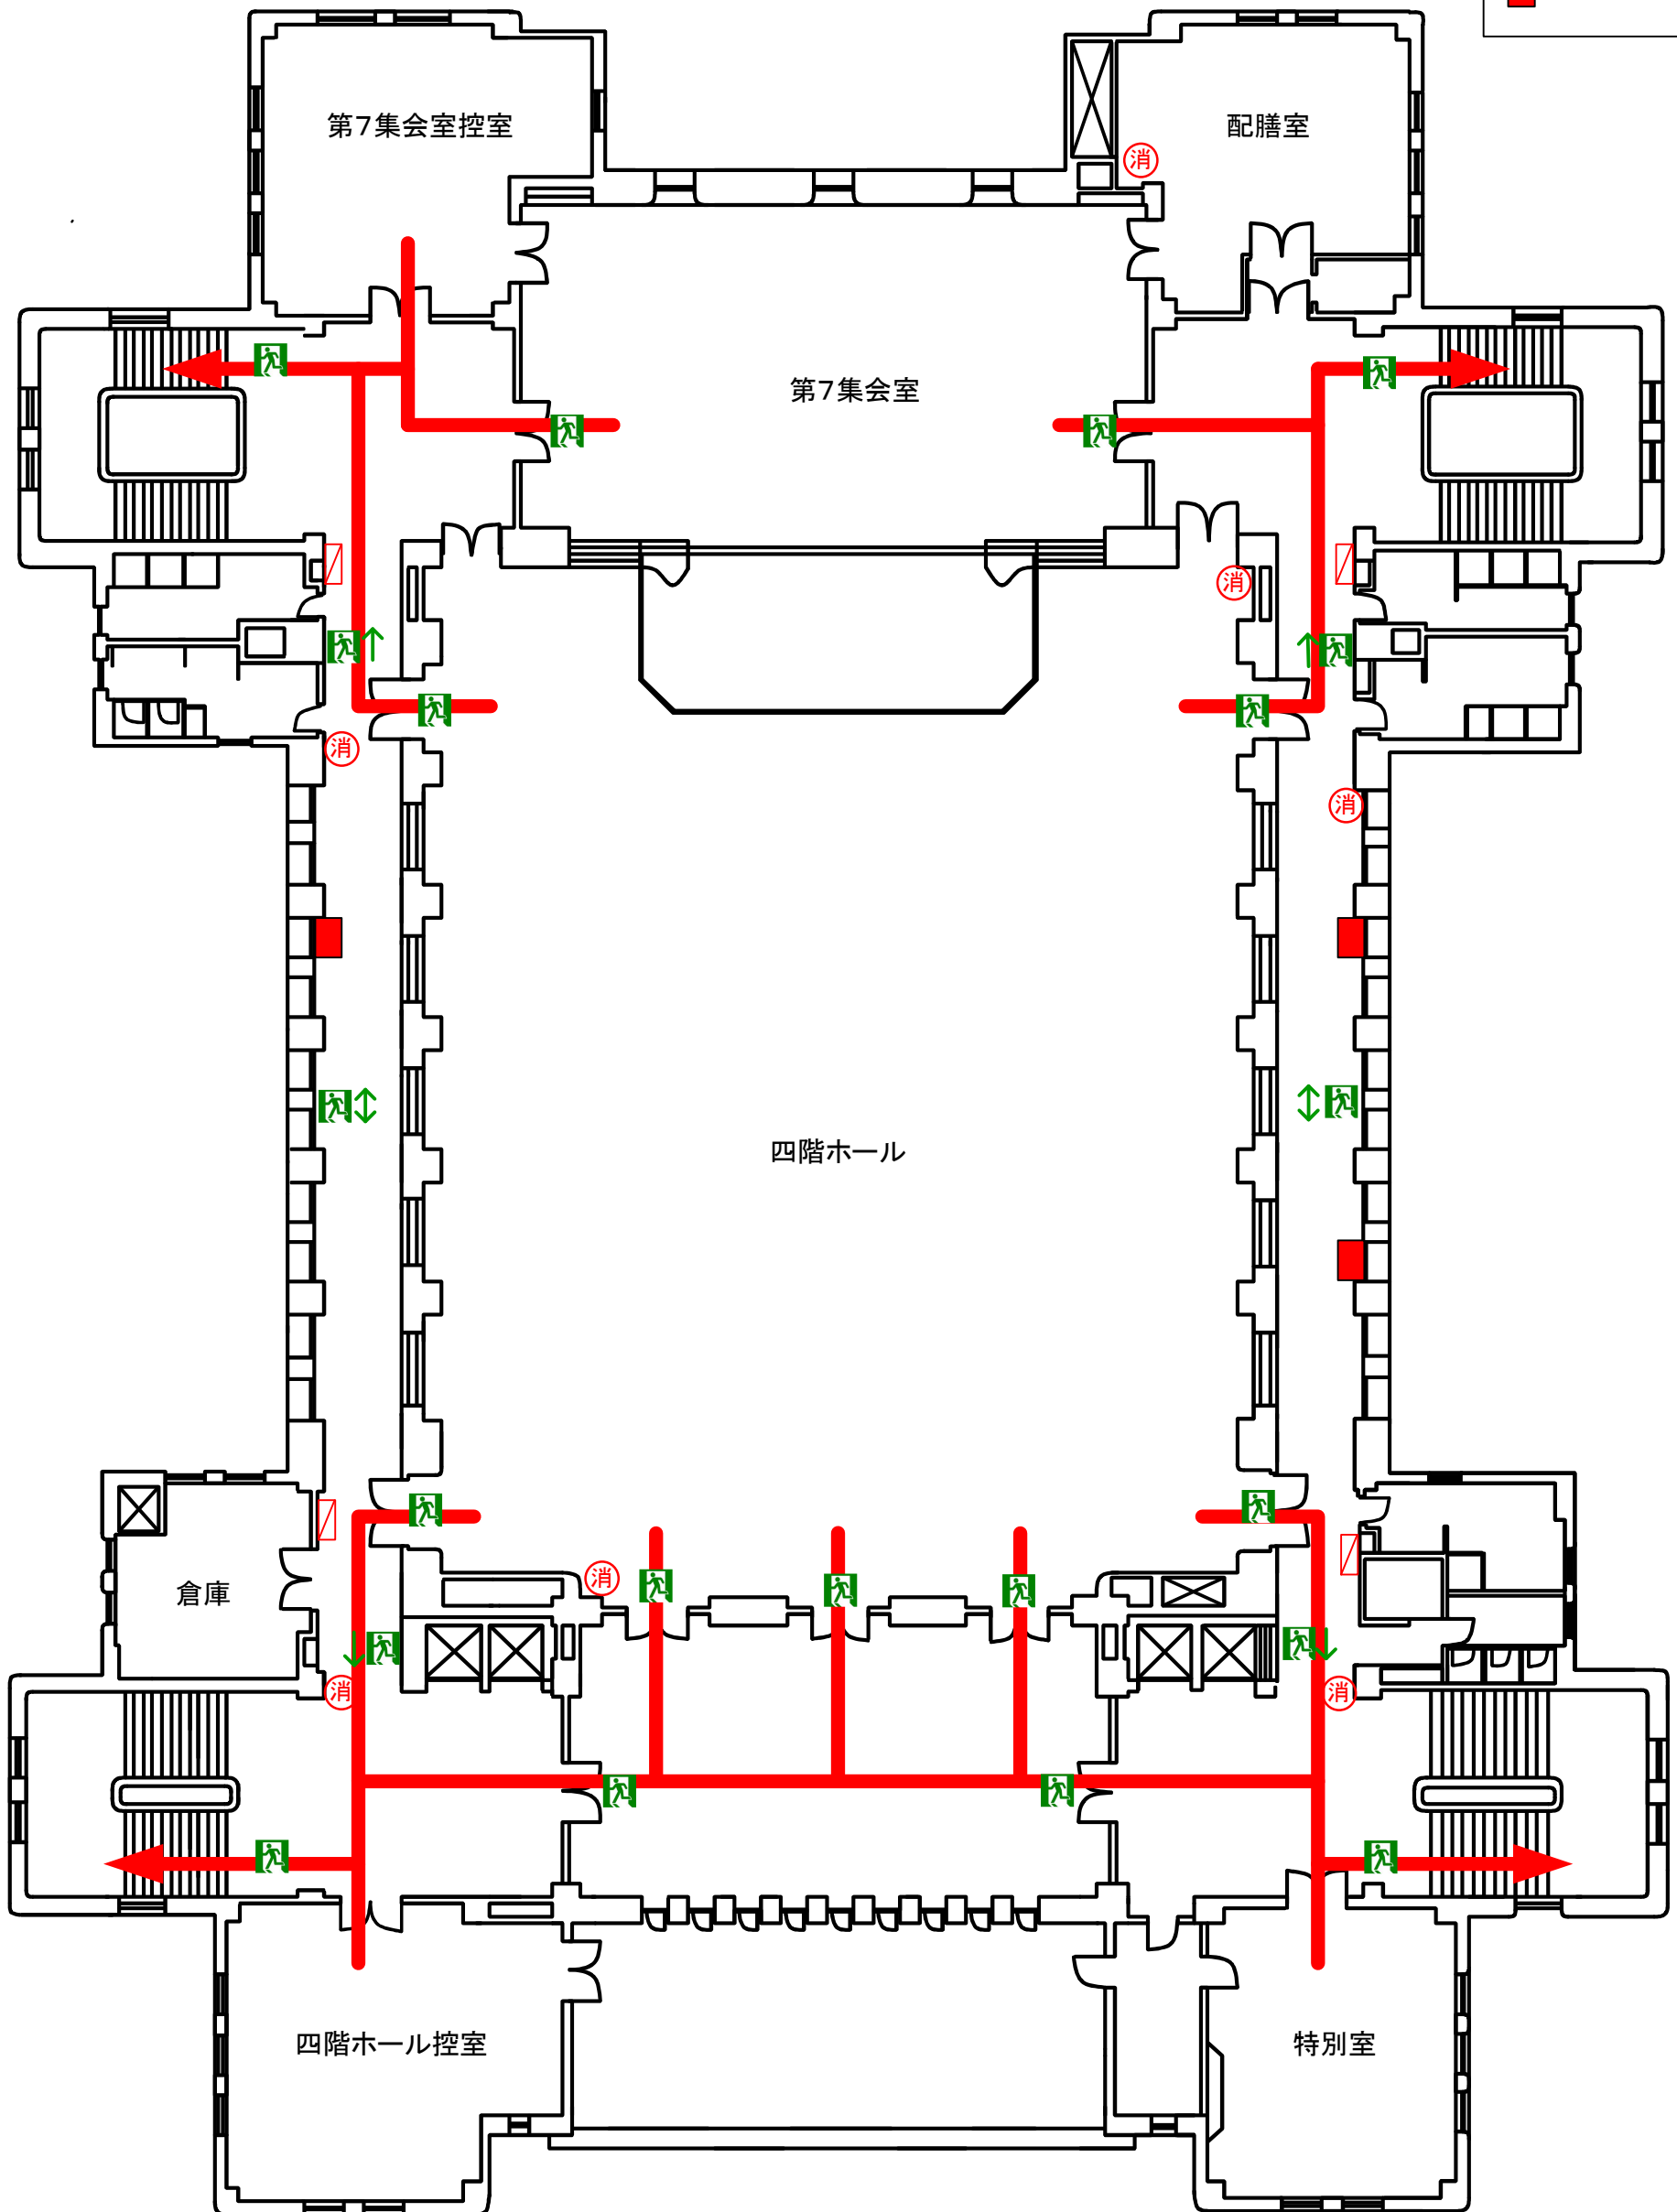 第7集会室控室
配膳室
消
第7集会室
消
消
消
四階ホール
消
倉庫
消
消
四階ホール控室
特別室